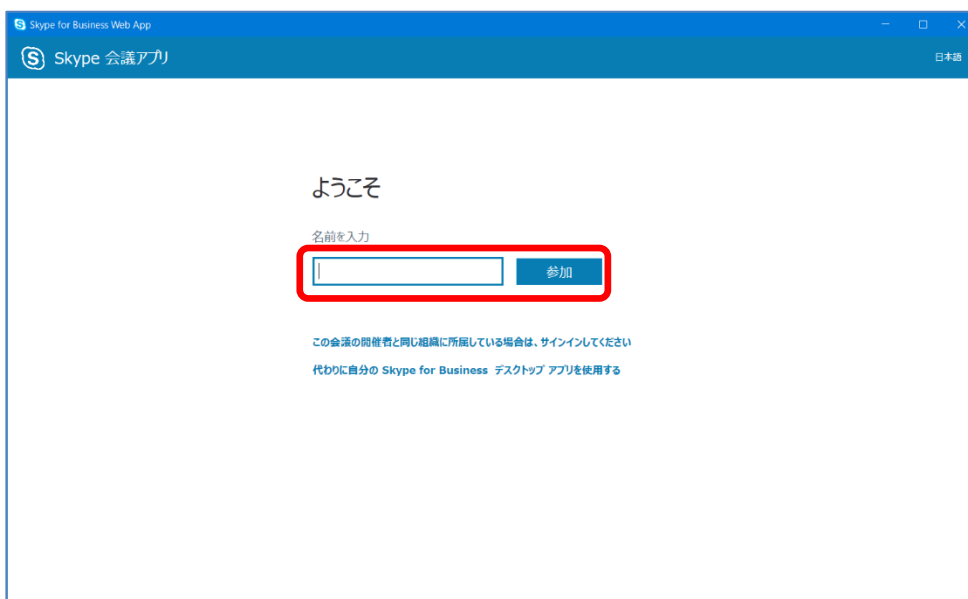 Skype for Business Web App
Skype 会議アプリ
日本語
ようこそ
名前を入力
参加
この会議の開催者と同じ組織に所属している場合は、サインインしてください
代わりに自分の Skype for Business デスクトップ アプリを使用する